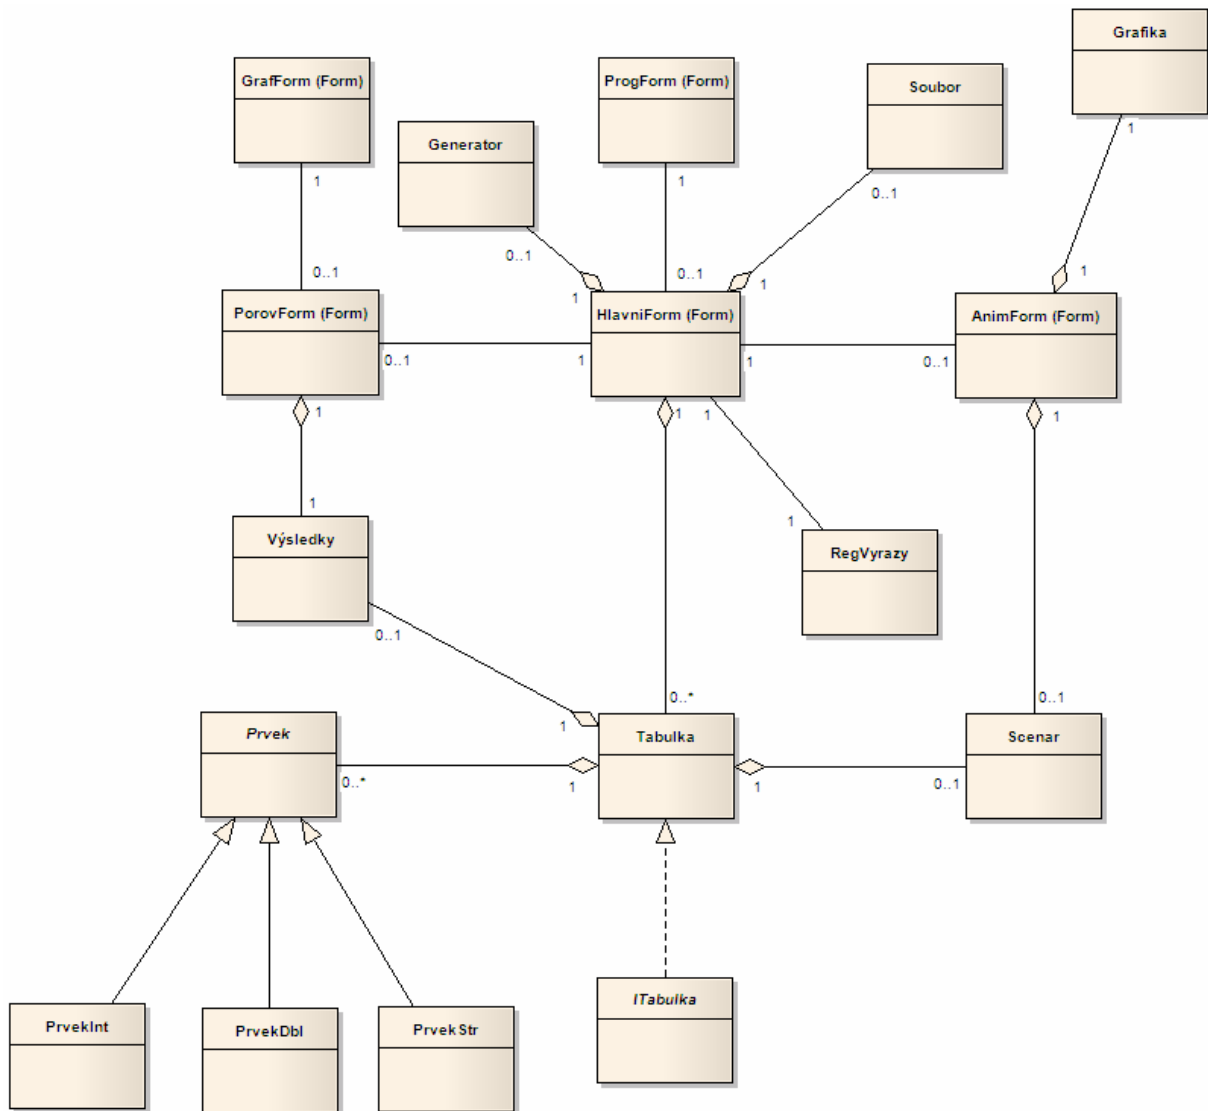 Grafika
GrafForm (Form)
ProgForm (Form)
Soubor
Generator
1
1
1
0..1
0..1
0..1
0..1
1
1
1
PorovForm (Form)
HlavniForm (Form)
AnimForm (Form)
0..1
1
1
0..1
1
1
1
1
1
1
Výsledky
RegVyrazy
0..1
0..*
0..1
1
Prvek
Tabulka
Scenar
0..*
1
1
0..1
ITabulka
PrvekInt
PrvekDbl
PrvekStr